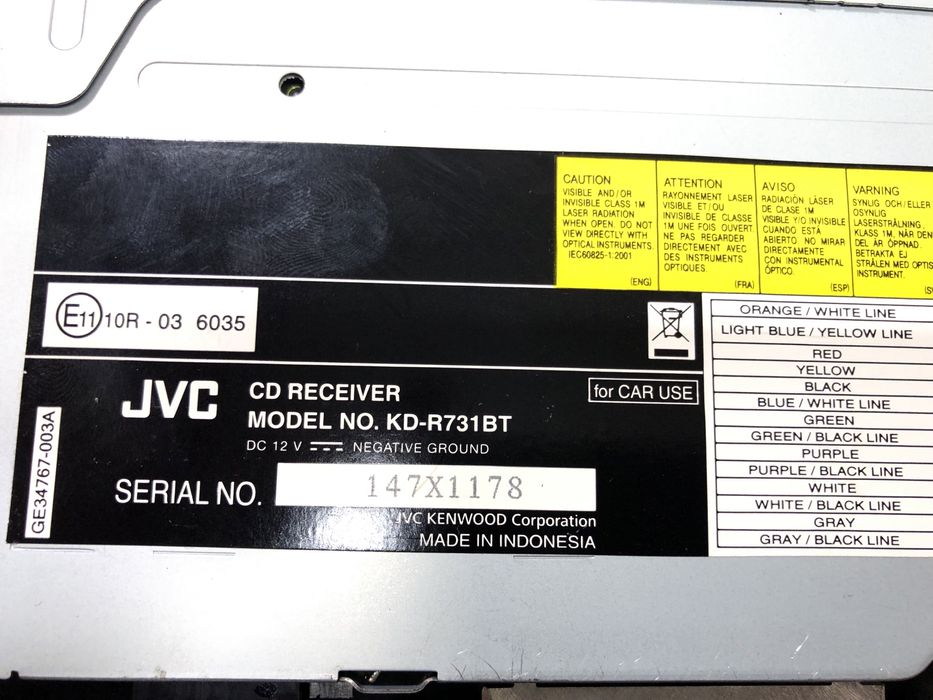 CAUTION
VISIBLE AND/OR
INVISIBLE CLASS 1M
LASER RADIATION
WHEN OPEN. DO NOT
VIEW DIRECTLY WITH
OPTICAL INSTRUMENTS.
IEC60825-1:2001
(ENG)
ATTENTION
RAYONNEMENT LASER
VISIBLE ET/OU
INVISIBLE DE CLASSE
1M UNE FOIS OUVERT.
NE PAS REGARDER
DIRECTEMENT AVEC
DES INSTRUMENTS
OPTIQUES.
(FRA)
AVISO
RADIACIÓN LÁSER
DE CLASE 1M
VISIBLE Y/O INVISIBLE
CUANDO ESTÁ
ABIERTO. NO MIRAR
DIRECTAMENTE
CON INSTRUMENTAL
ÓPTICO.
(ESP)
VARNING
SYNLIG OCH/ELLER
OSYNLIG
LASERSTRÅLNING,
KLASS 1M, NÄR DEN
DEL ÄR ÖPPNAD.
BETRAKTA EJ
STRÅLEN MED OPTIS
INSTRUMENT.
E11 10R - 03 6035
JVC
CD RECEIVER
MODEL NO. KD-R731BT
for CAR USE
DC 12 V NEGATIVE GROUND
SERIAL NO. 147X1178
JVC KENWOOD Corporation
MADE IN INDONESIA
GE34767-003A
ORANGE / WHITE LINE
LIGHT BLUE / YELLOW LINE
RED
YELLOW
BLACK
BLUE / WHITE LINE
GREEN
GREEN / BLACK LINE
PURPLE
PURPLE / BLACK LINE
WHITE
WHITE / BLACK LINE
GRAY
GRAY / BLACK LINE